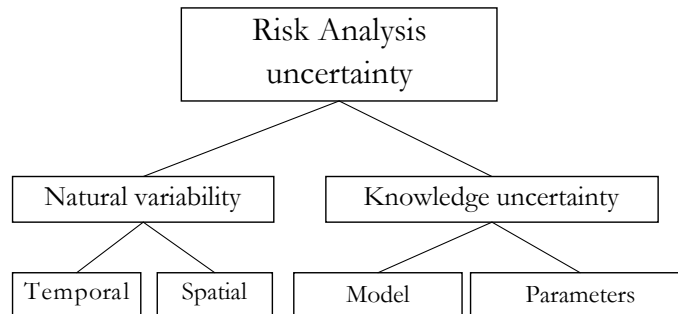 Risk Analysis
uncertainty
Natural variability
Knowledge uncertainty
Temporal
Spatial
Model
Parameters